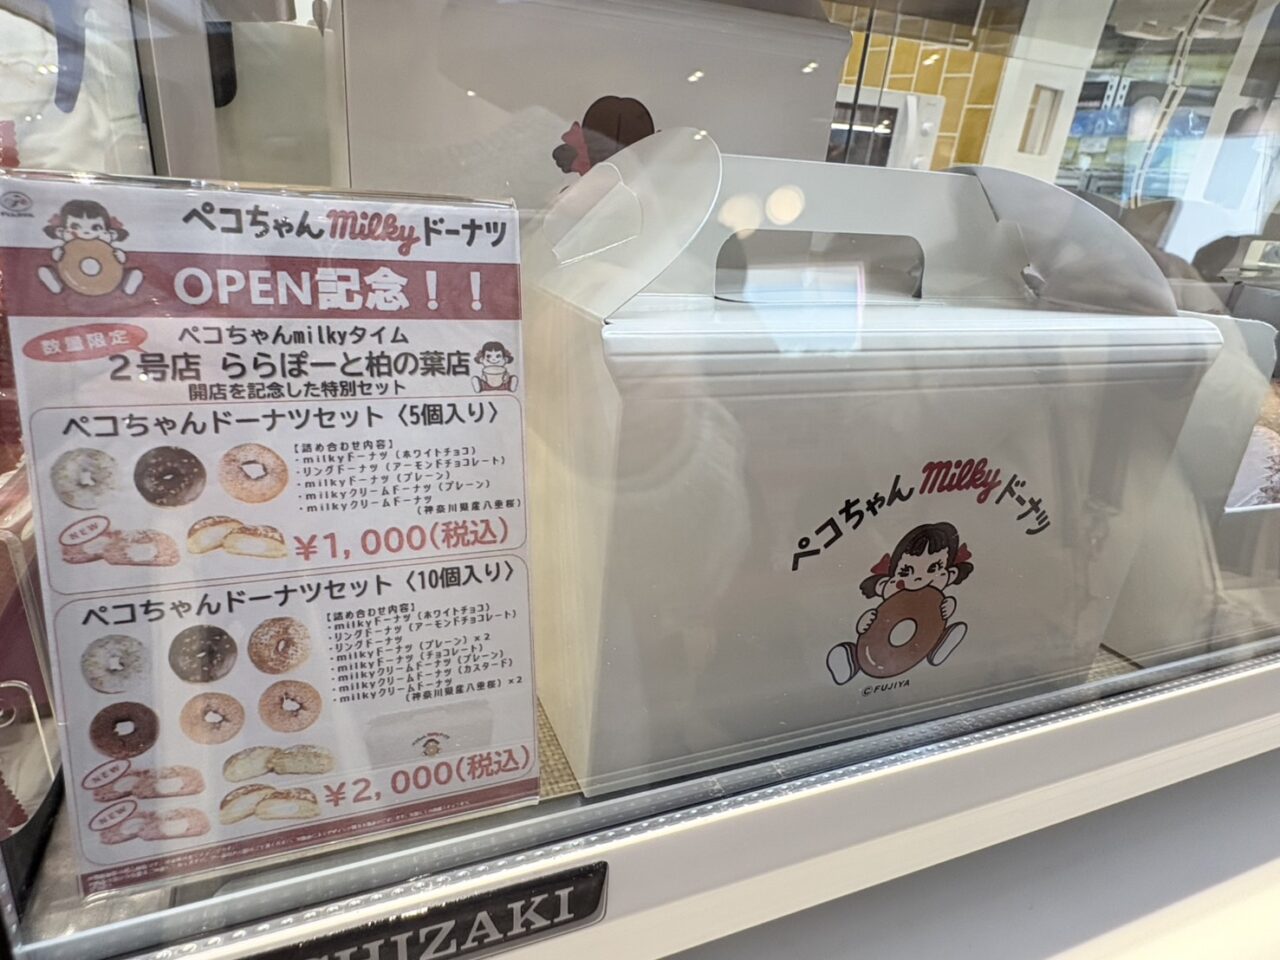 FUJIYA
ペコちゃんmilkyドーナツ
OPEN記念！！
数量限定
ペコちゃんmilkyタイム
2号店 ららぽーと柏の葉店
開店を記念した特別セット
ペコちゃんドーナツセット〈5個入り〉
【詰め合わせ内容】
・milkyドーナツ（ホワイトチョコ）
・リングドーナツ（アーモンドチョコレート）
・milkyドーナツ（プレーン）
・milkyクリームドーナツ（プレーン）
・milkyクリームドーナツ
（神奈川県産八重桜）
NEW
¥1,000(税込)
ペコちゃんドーナツセット〈10個入り〉
【詰め合わせ内容】
・milkyドーナツ（ホワイトチョコ）
・リングドーナツ（アーモンドチョコレート）
・リングドーナツ
・milkyドーナツ（プレーン）×2
・milkyドーナツ（チョコレート）
・milkyクリームドーナツ（プレーン）
・milkyクリームドーナツ（カスタード）
・milkyクリームドーナツ
（神奈川県産八重桜）×2
NEW
NEW
¥2,000(税込)
ペコちゃんmilkyドーナツ
©FUJIYA
SHIZAKI